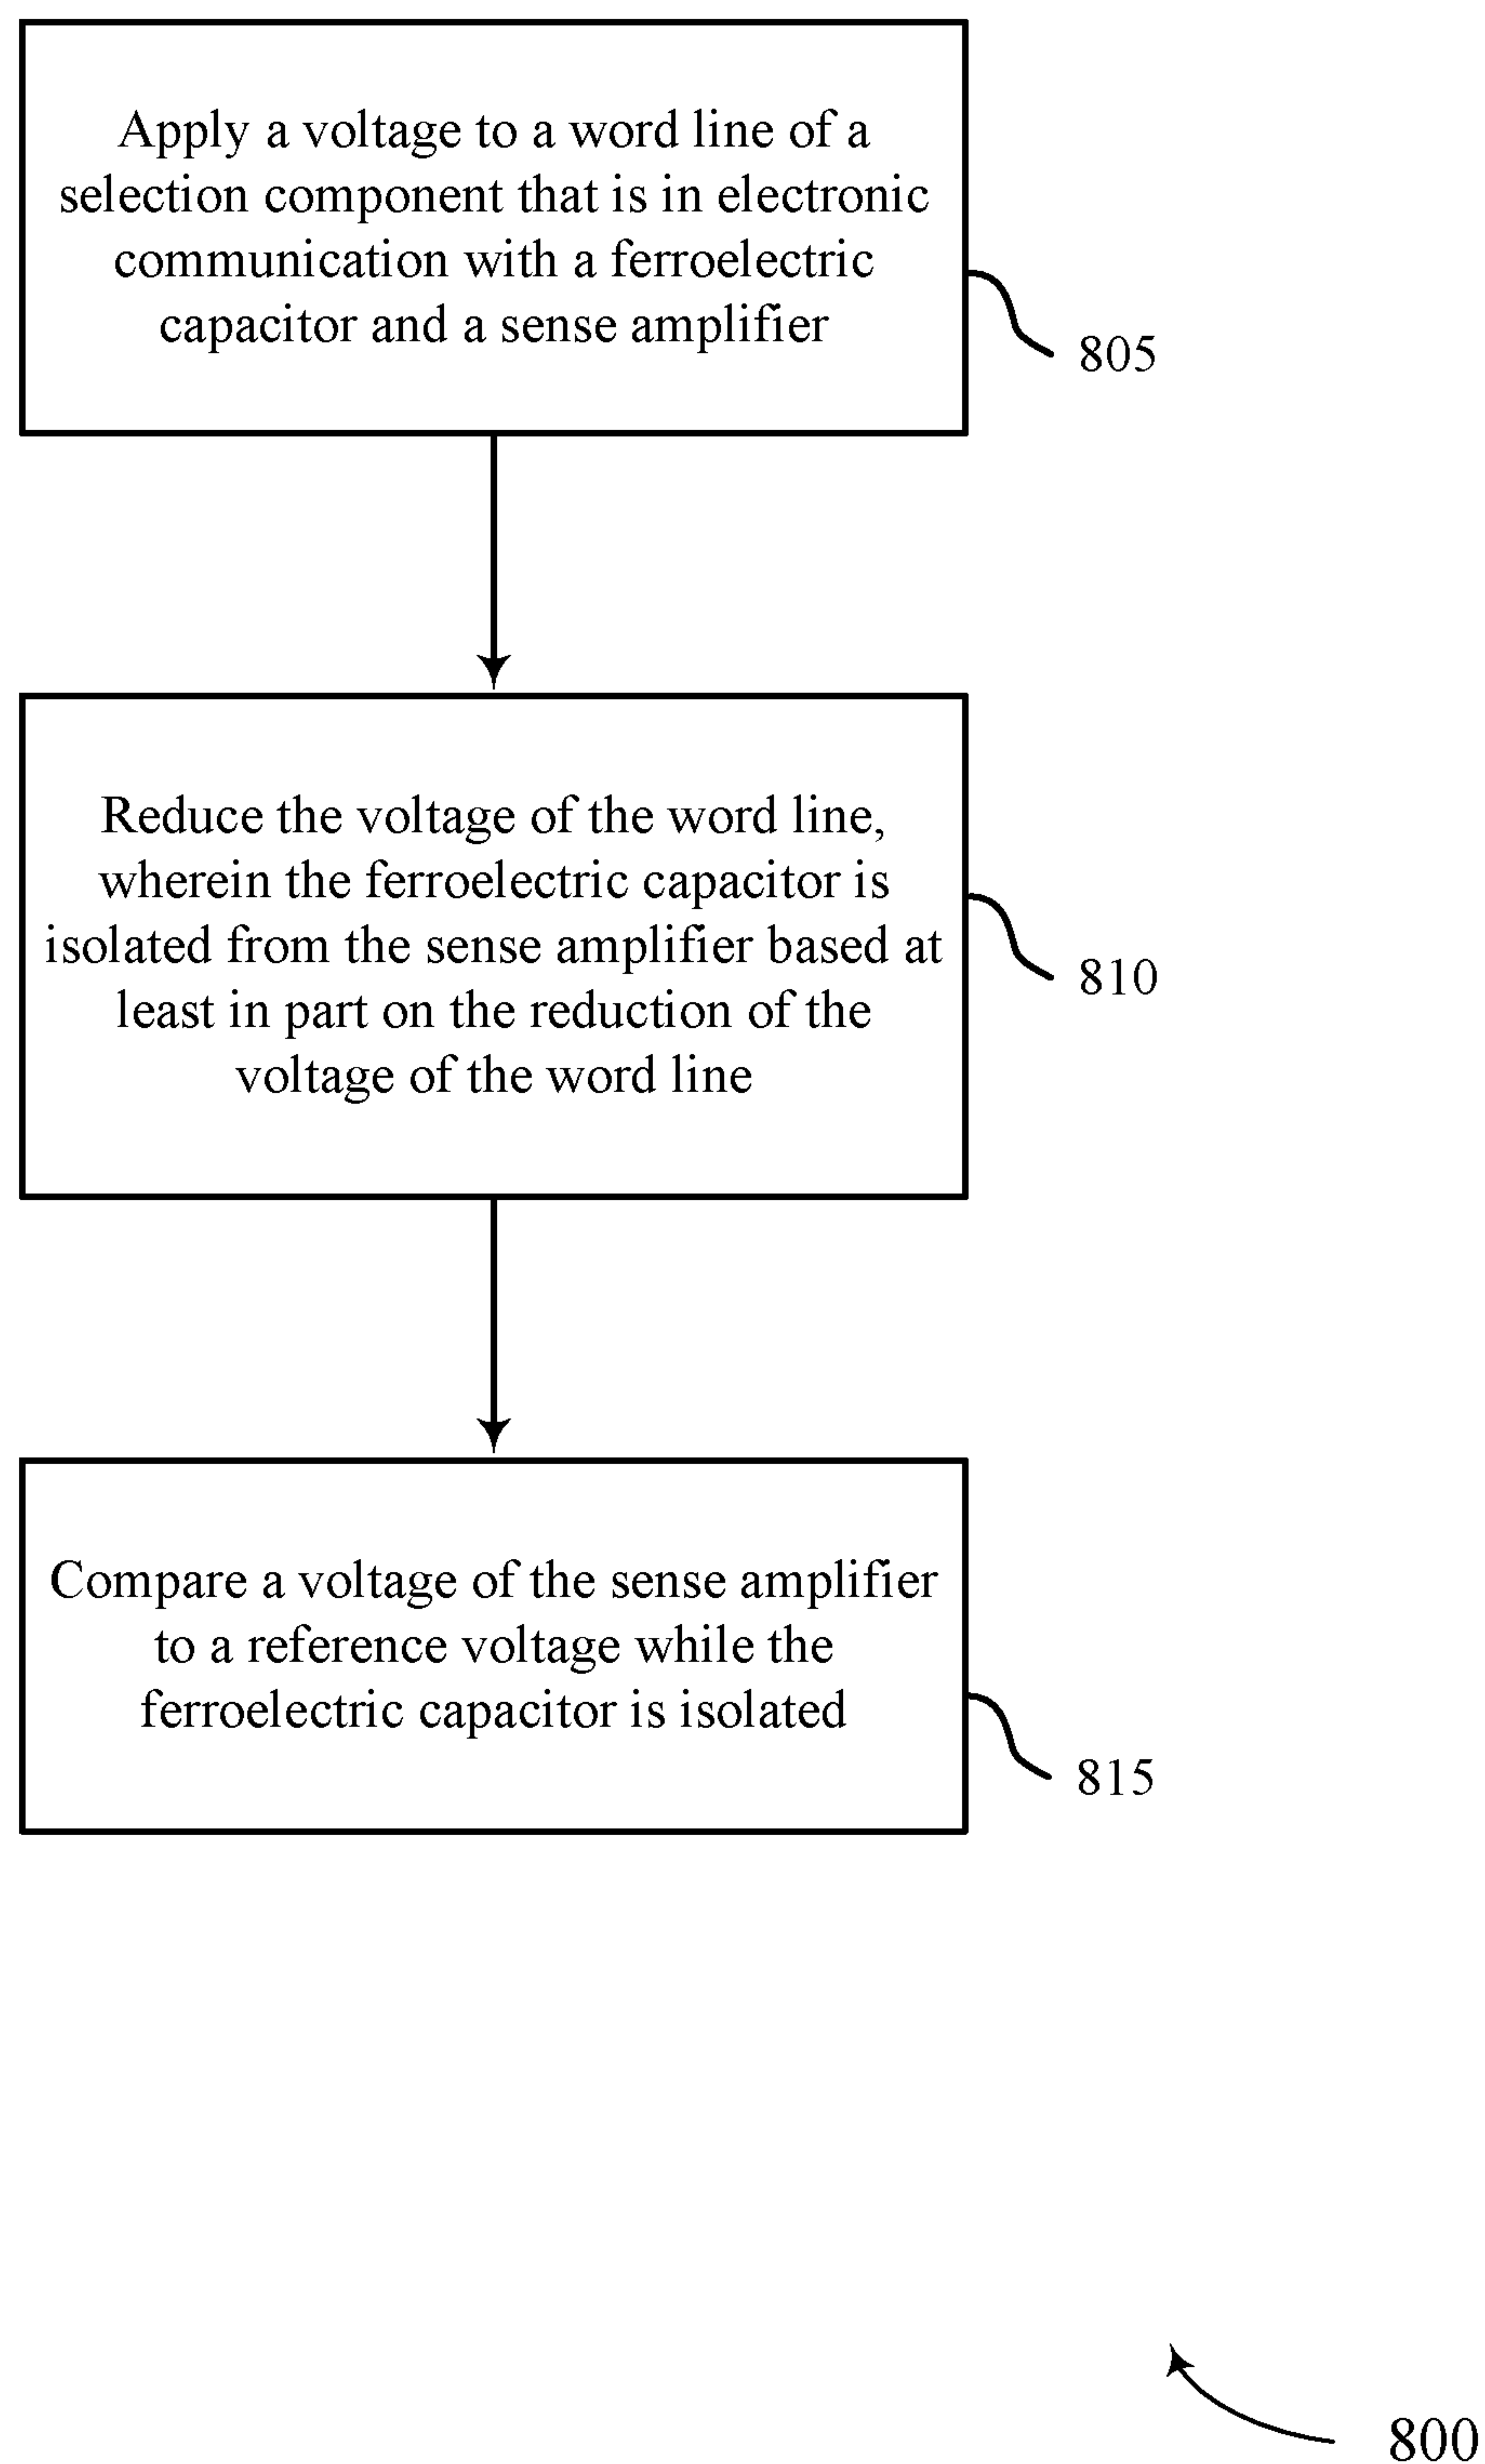 Apply a voltage to a word line of a
selection component that is in electronic
communication with a ferroelectric
capacitor and a sense amplifier
805
Reduce the voltage of the word line,
wherein the ferroelectric capacitor is
isolated from the sense amplifier based at
least in part on the reduction of the
voltage of the word line
810
Compare a voltage of the sense amplifier
to a reference voltage while the
ferroelectric capacitor is isolated
815
800